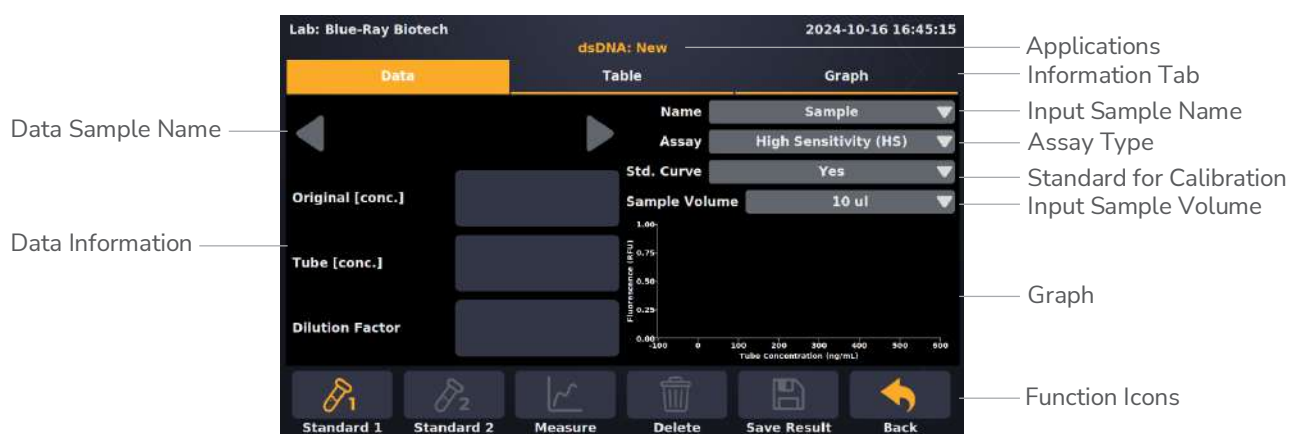 Lab: Blue-Ray Biotech
2024-10-16 16:45:15
dsDNA: New
Applications
Data
Table
Graph
Information Tab
Data Sample Name
Name
Sample
Input Sample Name
Assay
High Sensitivity (HS)
Assay Type
Std. Curve
Yes
Standard for Calibration
Original [conc.]
Sample Volume
10 ul
Input Sample Volume
Data Information
Tube [conc.]
Dilution Factor
Fluorescence (RFU)
1.00
0.75
0.50
0.25
0.00
-100 0 100 200 300 400 500 600
Tube Concentration (ng/mL)
Graph
1
2
Standard 1
Standard 2
Measure
Delete
Save Result
Back
Function Icons